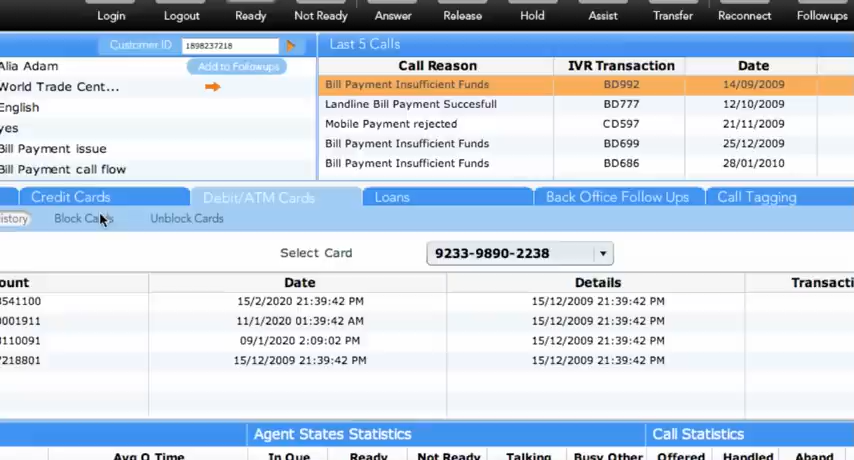 Login Logout Ready Not Ready Answer Release Hold Assist Transfer Reconnect Followups
Customer ID 1898237218
Last 5 Calls
Alia Adam Add to Followups
World Trade Cent...
English
yes
Bill Payment issue
Bill Payment call flow
Call Reason IVR Transaction Date
Bill Payment Insufficient Funds BD992 14/09/2009
Landline Bill Payment Succesfull BD777 12/10/2009
Mobile Payment rejected CD597 21/11/2009
Bill Payment Insufficient Funds BD699 25/12/2009
Bill Payment Insufficient Funds BD686 28/01/2010
Credit Cards Debit/ATM Cards Loans Back Office Follow Ups Call Tagging
istory Block Cards Unblock Cards
Select Card 9233-9890-2238
ount Date Details Transacti
8541100 15/2/2020 21:39:42 PM 15/12/2009 21:39:42 PM
0001911 11/1/2020 01:39:42 AM 15/12/2009 21:39:42 PM
3110091 09/1/2020 2:09:02 PM 15/12/2009 21:39:42 PM
7218801 15/12/2009 21:39:42 PM 15/12/2009 21:39:42 PM
Agent States Statistics Call Statistics
Avg Q Time In Que Ready Not Ready Talking Busy Other Offered Handled Aband